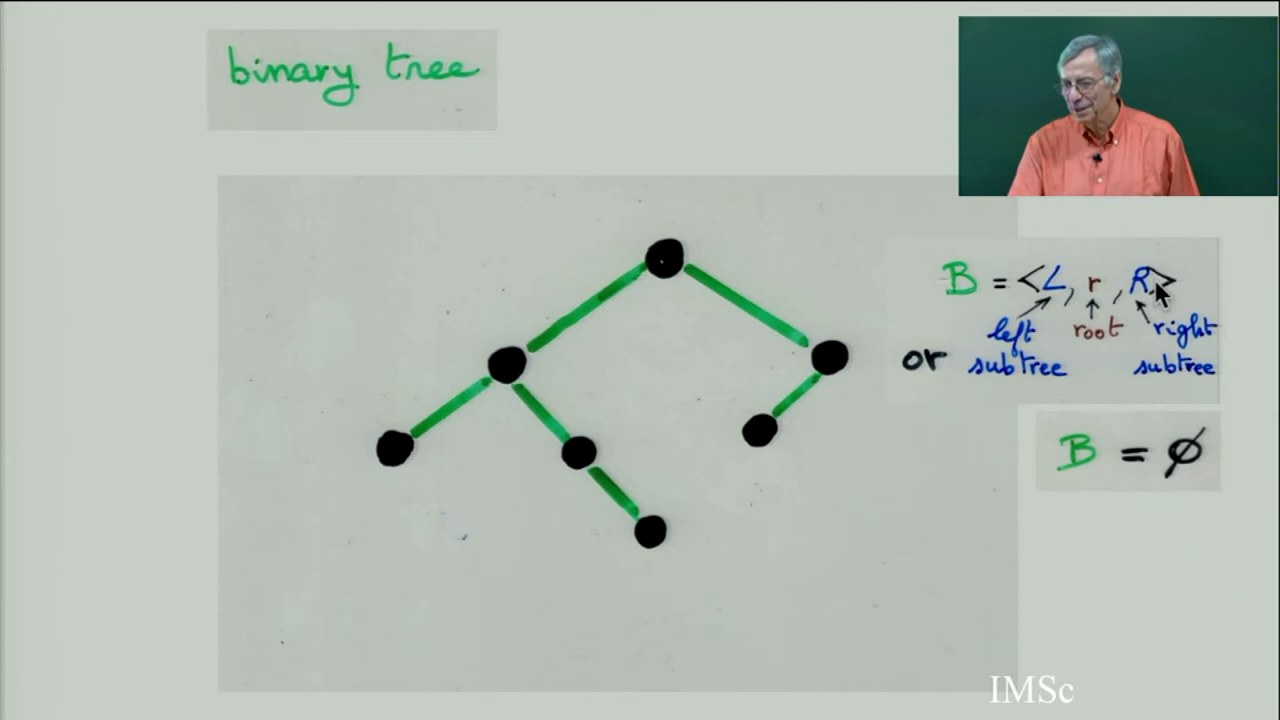 binary tree
B = <L, r, R>
left root right
or subtree subtree
B = ∅
IMSc